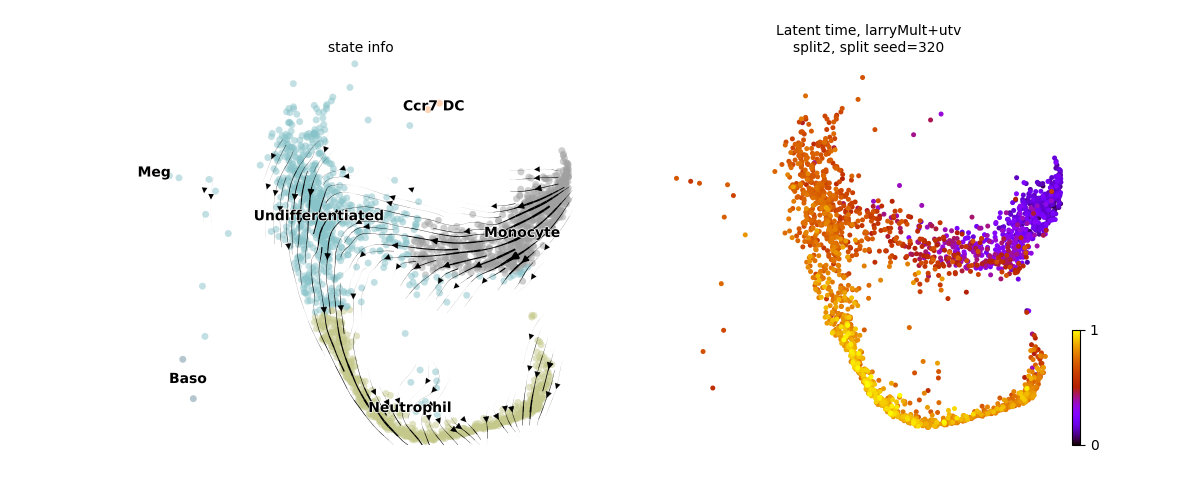 state info
Latent time, larryMult+utv
split2, split seed=320
Ccr7 DC
Meg
Undifferentiated
Monocyte
Baso
Neutrophil
1
0